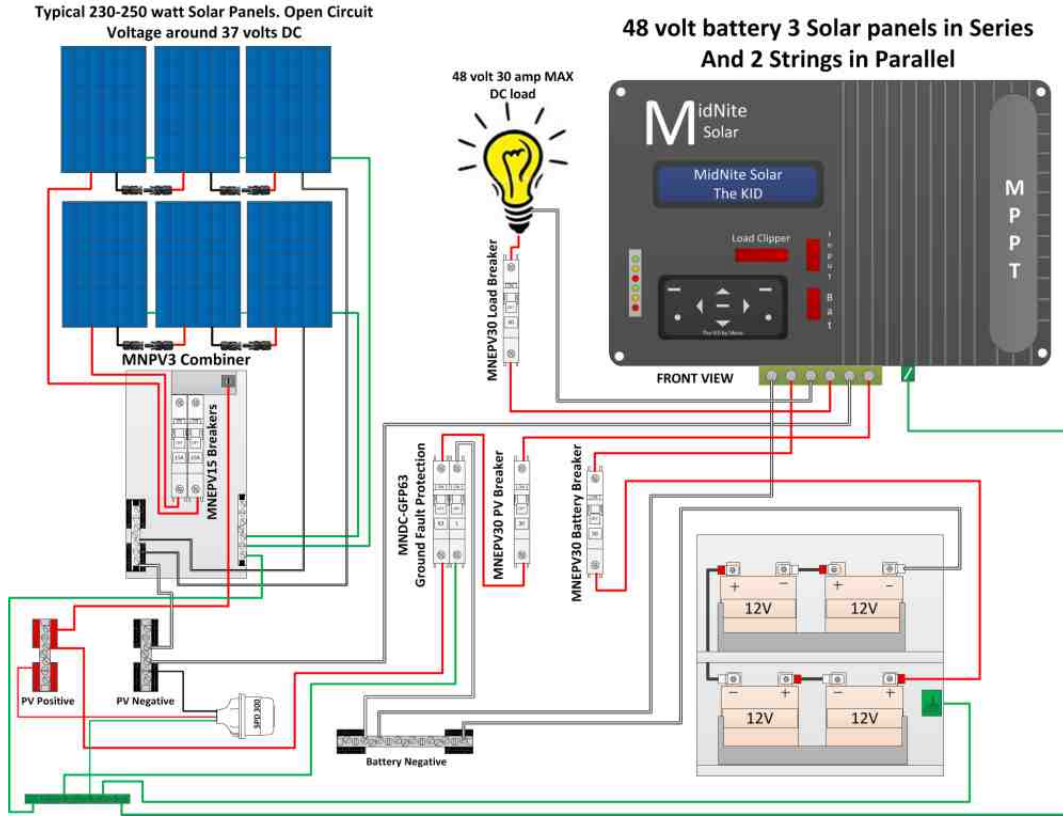 Typical 230-250 watt Solar Panels. Open Circuit
Voltage around 37 volts DC
48 volt battery 3 Solar panels in Series
And 2 Strings in Parallel
48 volt 30 amp MAX
DC load
MidNite
Solar
MidNite Solar
The KID
Load Clipper
Input
Bat
MPPT
FRONT VIEW
MNEPV30 Load Breaker
MNPV3 Combiner
MNEPV15 Breakers
MNDC-GFP63
Ground Fault Protection
MNEPV30 PV Breaker
MNEPV30 Battery Breaker
+ - + -
12V 12V
- + - +
12V 12V
PV Positive
PV Negative
SPD 300
Battery Negative